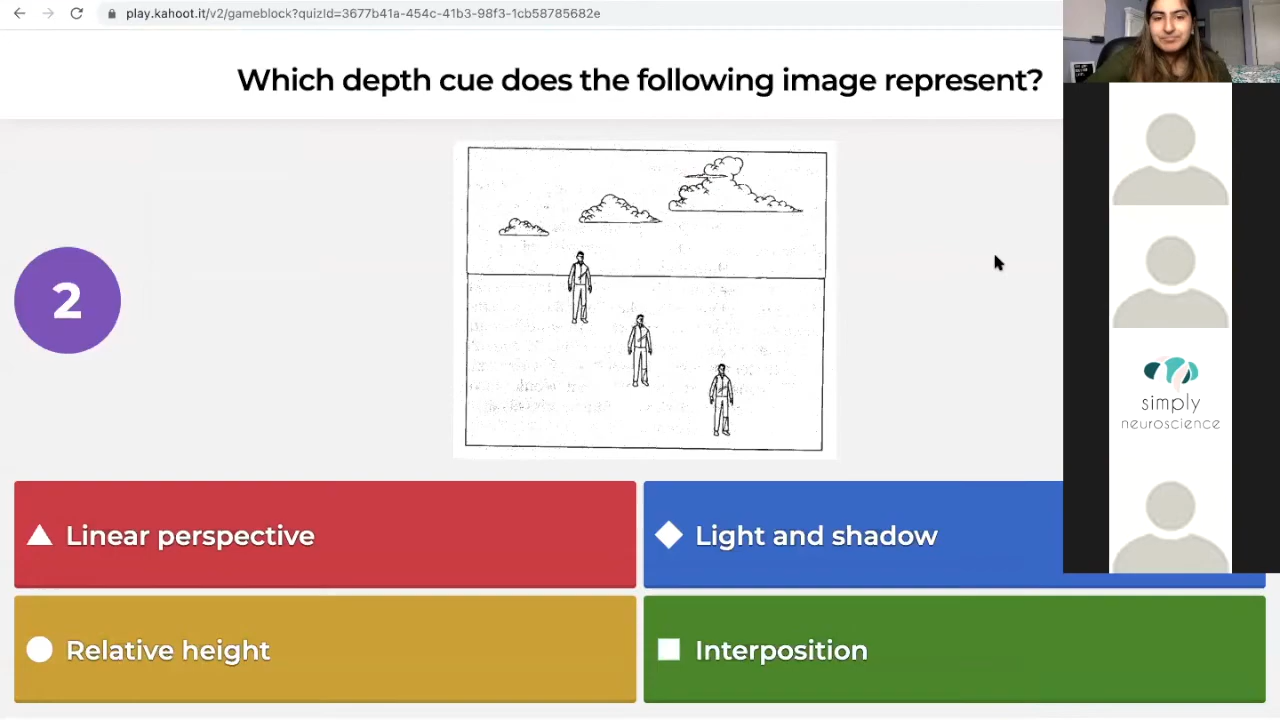 play.kahoot.it/v2/gameblock?quizId=3677b41a-454c-41b3-98f3-1cb58785682e
Which depth cue does the following image represent?
2
Linear perspective
Light and shadow
Relative height
Interposition
simply
neuroscience